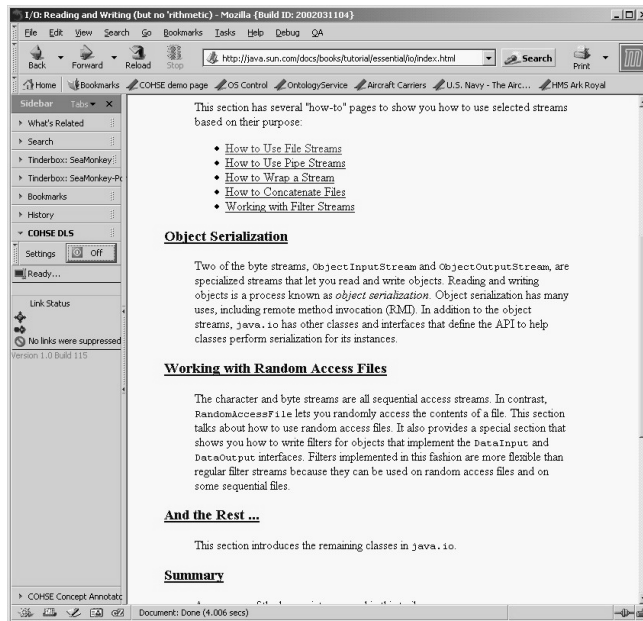 I/O: Reading and Writing (but no 'rithmetic) - Mozilla {Build ID: 2002031104}
File Edit View Search Go Bookmarks Tasks Help Debug QA
Back Forward Reload Stop http://java.sun.com/docs/books/tutorial/essential/io/index.html Search Print
Home Bookmarks COHSE demo page OS Control OntologyService Aircraft Carriers U.S. Navy - The Airc... HMS Ark Royal
Sidebar Tabs
What's Related
Search
Tinderbox: SeaMonkey
Tinderbox: SeaMonkey-Po
Bookmarks
History
COHSE DLS
Settings Off
Ready...
Link Status
No links were suppressed
Version 1.0 Build 115
COHSE Concept Annotatc
This section has several "how-to" pages to show you how to use selected streams
based on their purpose:
How to Use File Streams
How to Use Pipe Streams
How to Wrap a Stream
How to Concatenate Files
Working with Filter Streams
Object Serialization
Two of the byte streams, ObjectInputStream and ObjectOutputStream, are
specialized streams that let you read and write objects. Reading and writing
objects is a process known as object serialization. Object serialization has many
uses, including remote method invocation (RMI). In addition to the object
streams, java.io has other classes and interfaces that define the API to help
classes perform serialization for its instances.
Working with Random Access Files
The character and byte streams are all sequential access streams. In contrast,
RandomAccessFile lets you randomly access the contents of a file. This section
talks about how to use random access files. It also provides a special section that
shows you how to write filters for objects that implement the DataInput and
DataOutput interfaces. Filters implemented in this fashion are more flexible than
regular filter streams because they can be used on random access files and on
some sequential files.
And the Rest ...
This section introduces the remaining classes in java.io.
Summary
Document: Done (4.006 secs)